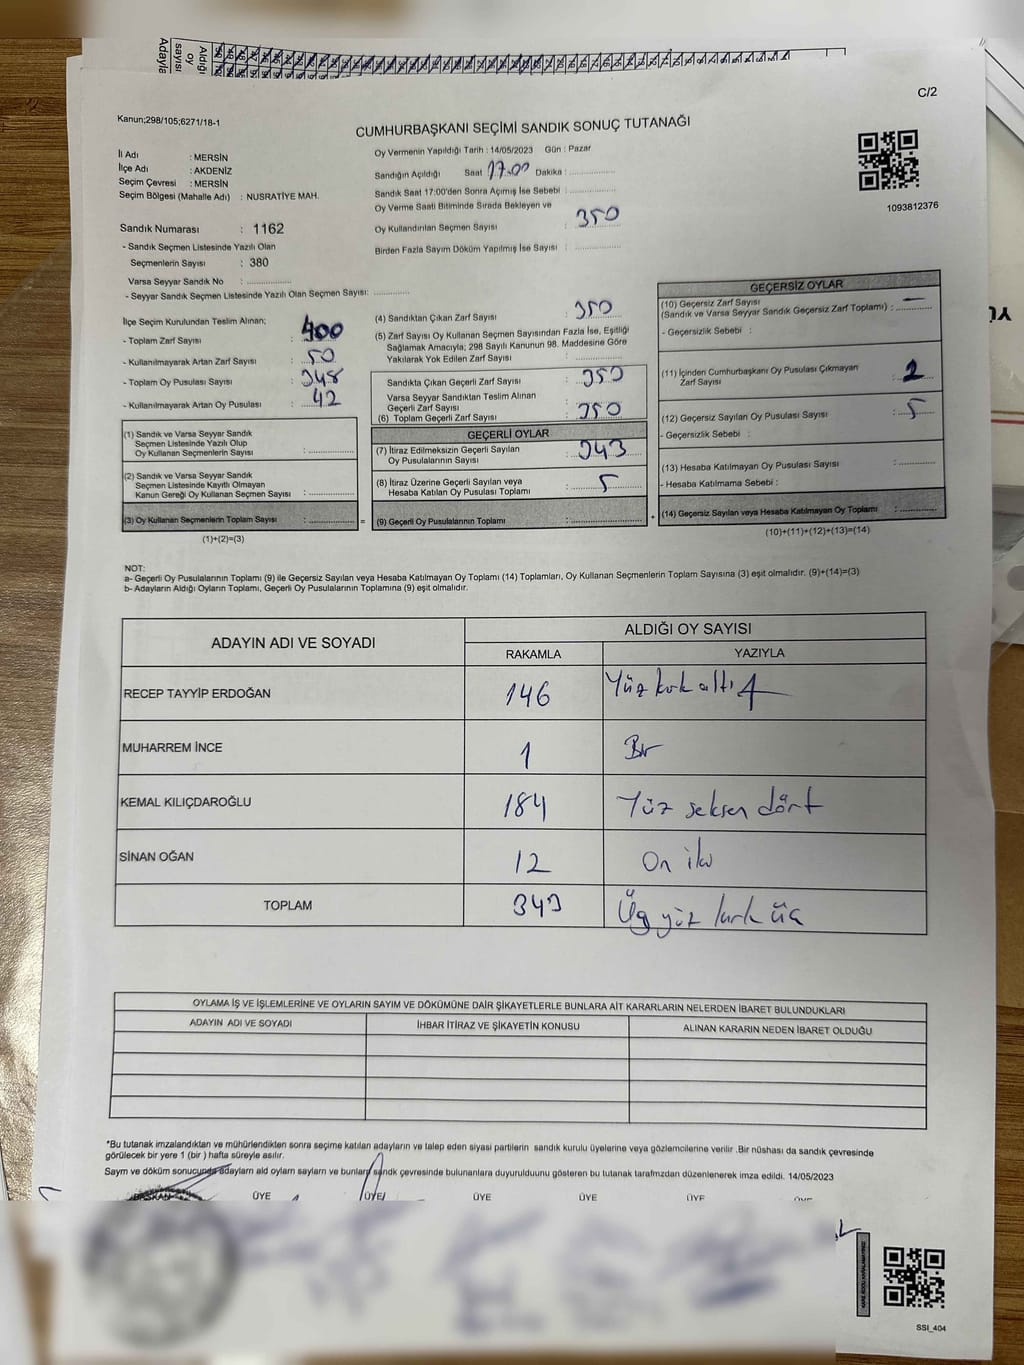 Adayla
sayısı
oy
Aldığı
C/2
Kanun;298/105;6271/18-1
CUMHURBAŞKANI SEÇİMİ SANDIK SONUÇ TUTANAĞI
1093812376
İl Adı : MERSİN
İlçe Adı : AKDENİZ
Seçim Çevresi : MERSİN
Seçim Bölgesi (Mahalle Adı) : NUSRATİYE MAH.
Sandık Numarası : 1162
- Sandık Seçmen Listesinde Yazılı Olan
Seçmenlerin Sayısı : 380
Varsa Seyyar Sandık No : ................
- Seyyar Sandık Seçmen Listesinde Yazılı Olan Seçmen Sayısı: ..............
Oy Vermenin Yapıldığı Tarih : 14/05/2023 Gün : Pazar
Sandığın Açıldığı Saat 17.00 Dakika : ................
Sandık Saat 17:00'den Sonra Açımış İse Sebebi : ................
Oy Verme Saati Bitiminde Sırada Bekleyen ve
Oy Kullandırılan Seçmen Sayısı : 350
Birden Fazla Sayım Döküm Yapılmış İse Sayısı : ................
İlçe Seçim Kurulundan Teslim Alınan;
- Toplam Zarf Sayısı : 400
- Kullanılmayarak Artan Zarf Sayısı : 50
- Toplam Oy Pusulası Sayısı : 348
- Kullanılmayarak Artan Oy Pusulası : 42
(1) Sandık ve Varsa Seyyar Sandık
Seçmen Listesinde Yazılı Olup
Oy Kullanan Seçmenlerin Sayısı : ................
(2) Sandık ve Varsa Seyyar Sandık
Seçmen Listesinde Kayıtlı Olmayan
Kanun Gereği Oy Kullanan Seçmen Sayısı : ................
(3) Oy Kullanan Seçmenlerin Toplam Sayısı : ................ =
(1)+(2)=(3)
(4) Sandıktan Çıkan Zarf Sayısı : 350
(5) Zarf Sayısı Oy Kullanan Seçmen Sayısından Fazla İse, Eşitliği
Sağlamak Amacıyla; 298 Sayılı Kanunun 98. Maddesine Göre
Yakılarak Yok Edilen Zarf Sayısı : ................
Sandıkta Çıkan Geçerli Zarf Sayısı : 350
Varsa Seyyar Sandıktan Teslim Alınan
Geçerli Zarf Sayısı : ................
(6) Toplam Geçerli Zarf Sayısı : 350
GEÇERLİ OYLAR
(7) İtiraz Edilmeksizin Geçerli Sayılan
Oy Pusulalarının Sayısı : 343
(8) İtiraz Üzerine Geçerli Sayılan veya
Hesaba Katılan Oy Pusulası Toplamı : 5
(9) Geçerli Oy Pusulalarının Toplamı : ................ +
GEÇERSİZ OYLAR
(10) Geçersiz Zarf Sayısı
(Sandık ve Varsa Seyyar Sandık Geçersiz Zarf Toplamı) : —
- Geçersizlik Sebebi :
(11) İçinden Cumhurbaşkanı Oy Pusulası Çıkmayan
Zarf Sayısı : 2
(12) Geçersiz Sayılan Oy Pusulası Sayısı : 5
- Geçersizlik Sebebi :
(13) Hesaba Katılmayan Oy Pusulası Sayısı : ................
- Hesaba Katılmama Sebebi :
(14) Geçersiz Sayılan veya Hesaba Katılmayan Oy Toplamı : ................
(10)+(11)+(12)+(13)=(14)
NOT:
a- Geçerli Oy Pusulalarının Toplamı (9) ile Geçersiz Sayılan veya Hesaba Katılmayan Oy Toplamı (14) Toplamları, Oy Kullanan Seçmenlerin Toplam Sayısına (3) eşit olmalıdır. (9)+(14)=(3)
b- Adayların Aldığı Oyların Toplamı, Geçerli Oy Pusulalarının Toplamına (9) eşit olmalıdır.
ADAYIN ADI VE SOYADI
ALDIĞI OY SAYISI
RAKAMLA YAZIYLA
RECEP TAYYİP ERDOĞAN 146 Yüz kırk altı
MUHARREM İNCE 1 Bir
KEMAL KILIÇDAROĞLU 184 Yüz seksen dört
SİNAN OĞAN 12 On iki
TOPLAM 343 Üç yüz kırk üç
OYLAMA İŞ VE İŞLEMLERİNE VE OYLARIN SAYIM VE DÖKÜMÜNE DAİR ŞİKAYETLERLE BUNLARA AİT KARARLARIN NELERDEN İBARET BULUNDUKLARI
ADAYIN ADI VE SOYADI İHBAR İTİRAZ VE ŞİKAYETİN KONUSU ALINAN KARARIN NEDEN İBARET OLDUĞU
*Bu tutanak imzalandıktan ve mühürlendikten sonra seçime katılan adayların ve talep eden siyasi partilerin sandık kurulu üyelerine veya gözlemcilerine verilir .Bir nüshası da sandık çevresinde
görülecek bir yere 1 (bir ) hafta süreyle asılır.
Sayım ve döküm sonucunda adayların aldı oyların sayların ve bunların sandık çevresinde bulunanlara duyurulduunu gösteren bu tutanak tarafımızdan düzenlenerek imza edildi. 14/05/2023
BAŞKAN ÜYE ÜYE ÜYE ÜYE ÜYE ÜYE
SSI_404